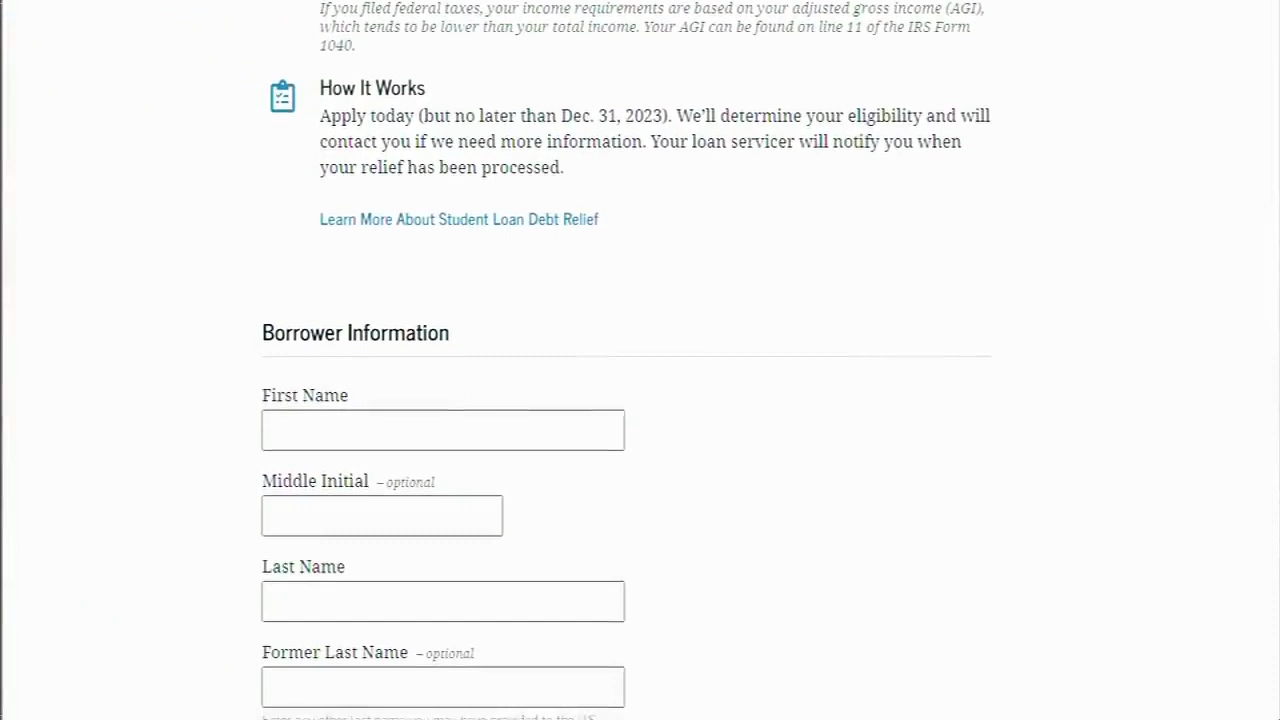 If you filed federal taxes, your income requirements are based on your adjusted gross income (AGI),
which tends to be lower than your total income. Your AGI can be found on line 11 of the IRS Form
1040.
How It Works
Apply today (but no later than Dec. 31, 2023). We'll determine your eligibility and will
contact you if we need more information. Your loan servicer will notify you when
your relief has been processed.
Learn More About Student Loan Debt Relief
Borrower Information
First Name
Middle Initial – optional
Last Name
Former Last Name – optional